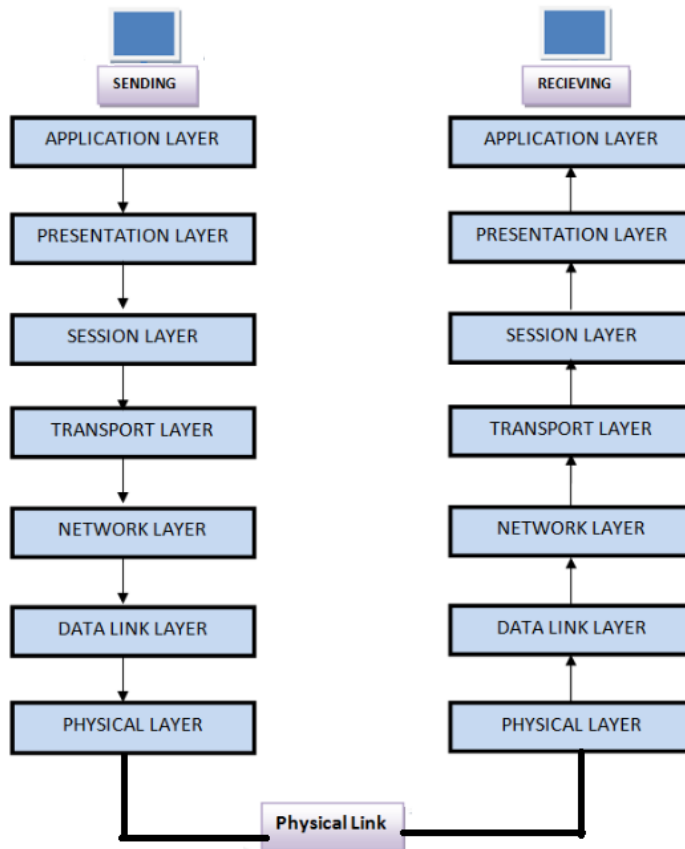 SENDING
APPLICATION LAYER
PRESENTATION LAYER
SESSION LAYER
TRANSPORT LAYER
NETWORK LAYER
DATA LINK LAYER
PHYSICAL LAYER
RECIEVING
APPLICATION LAYER
PRESENTATION LAYER
SESSION LAYER
TRANSPORT LAYER
NETWORK LAYER
DATA LINK LAYER
PHYSICAL LAYER
Physical Link